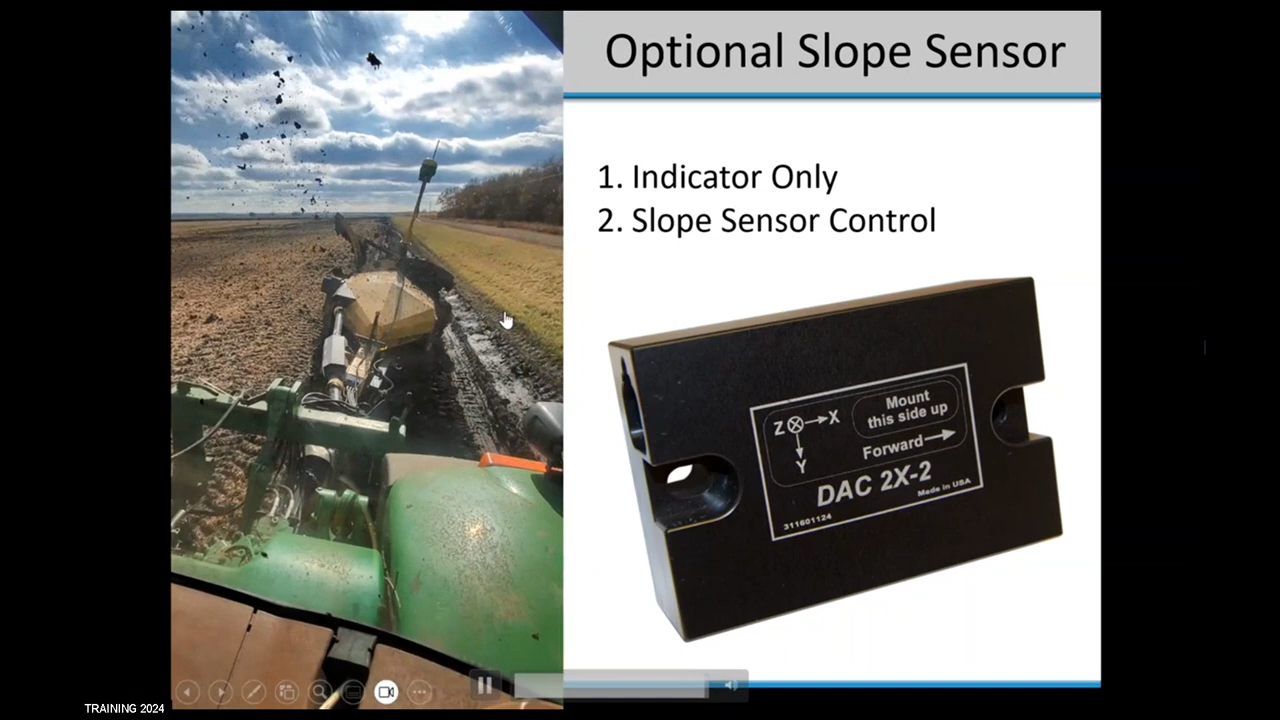 Optional Slope Sensor
1. Indicator Only
2. Slope Sensor Control
Z X
Y
Mount
this side up
Forward
DAC 2X-2
Made in USA
311601124
TRAINING 2024